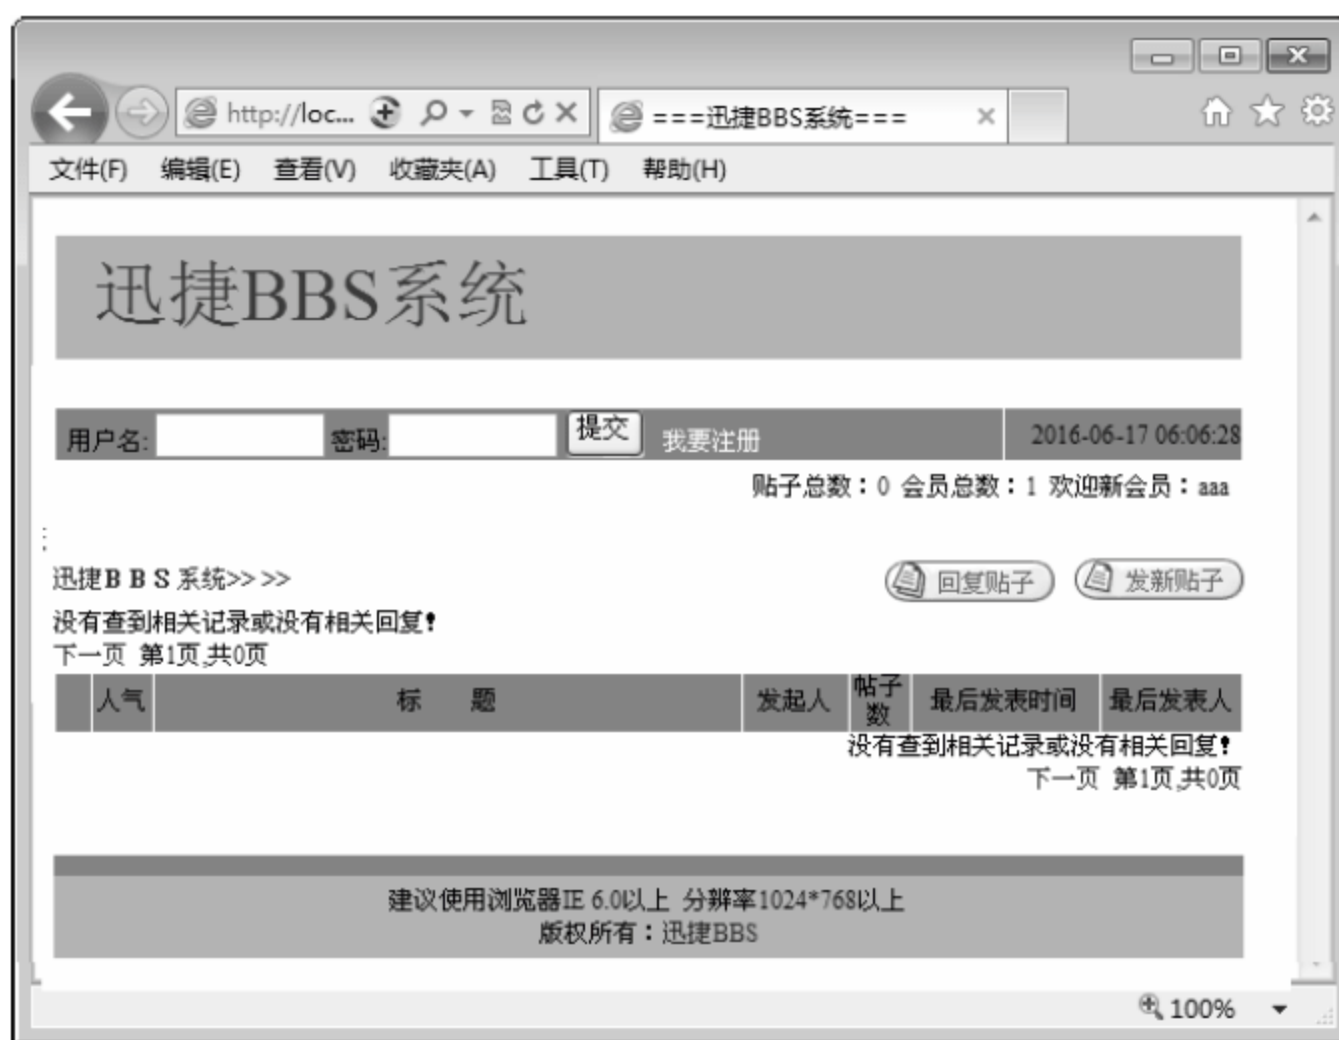 http://loc... ===迅捷BBS系统===
文件(F) 编辑(E) 查看(V) 收藏夹(A) 工具(T) 帮助(H)
迅捷BBS系统
用户名: 密码: 提交 我要注册 2016-06-17 06:06:28
贴子总数：0 会员总数：1 欢迎新会员：aaa
迅捷B B S 系统>> >> 回复贴子 发新贴子
没有查到相关记录或没有相关回复！
下一页 第1页,共0页
人气 标 题 发起人 帖子数 最后发表时间 最后发表人
没有查到相关记录或没有相关回复！
下一页 第1页,共0页
建议使用浏览器IE 6.0以上 分辨率1024*768以上
版权所有：迅捷BBS
100%